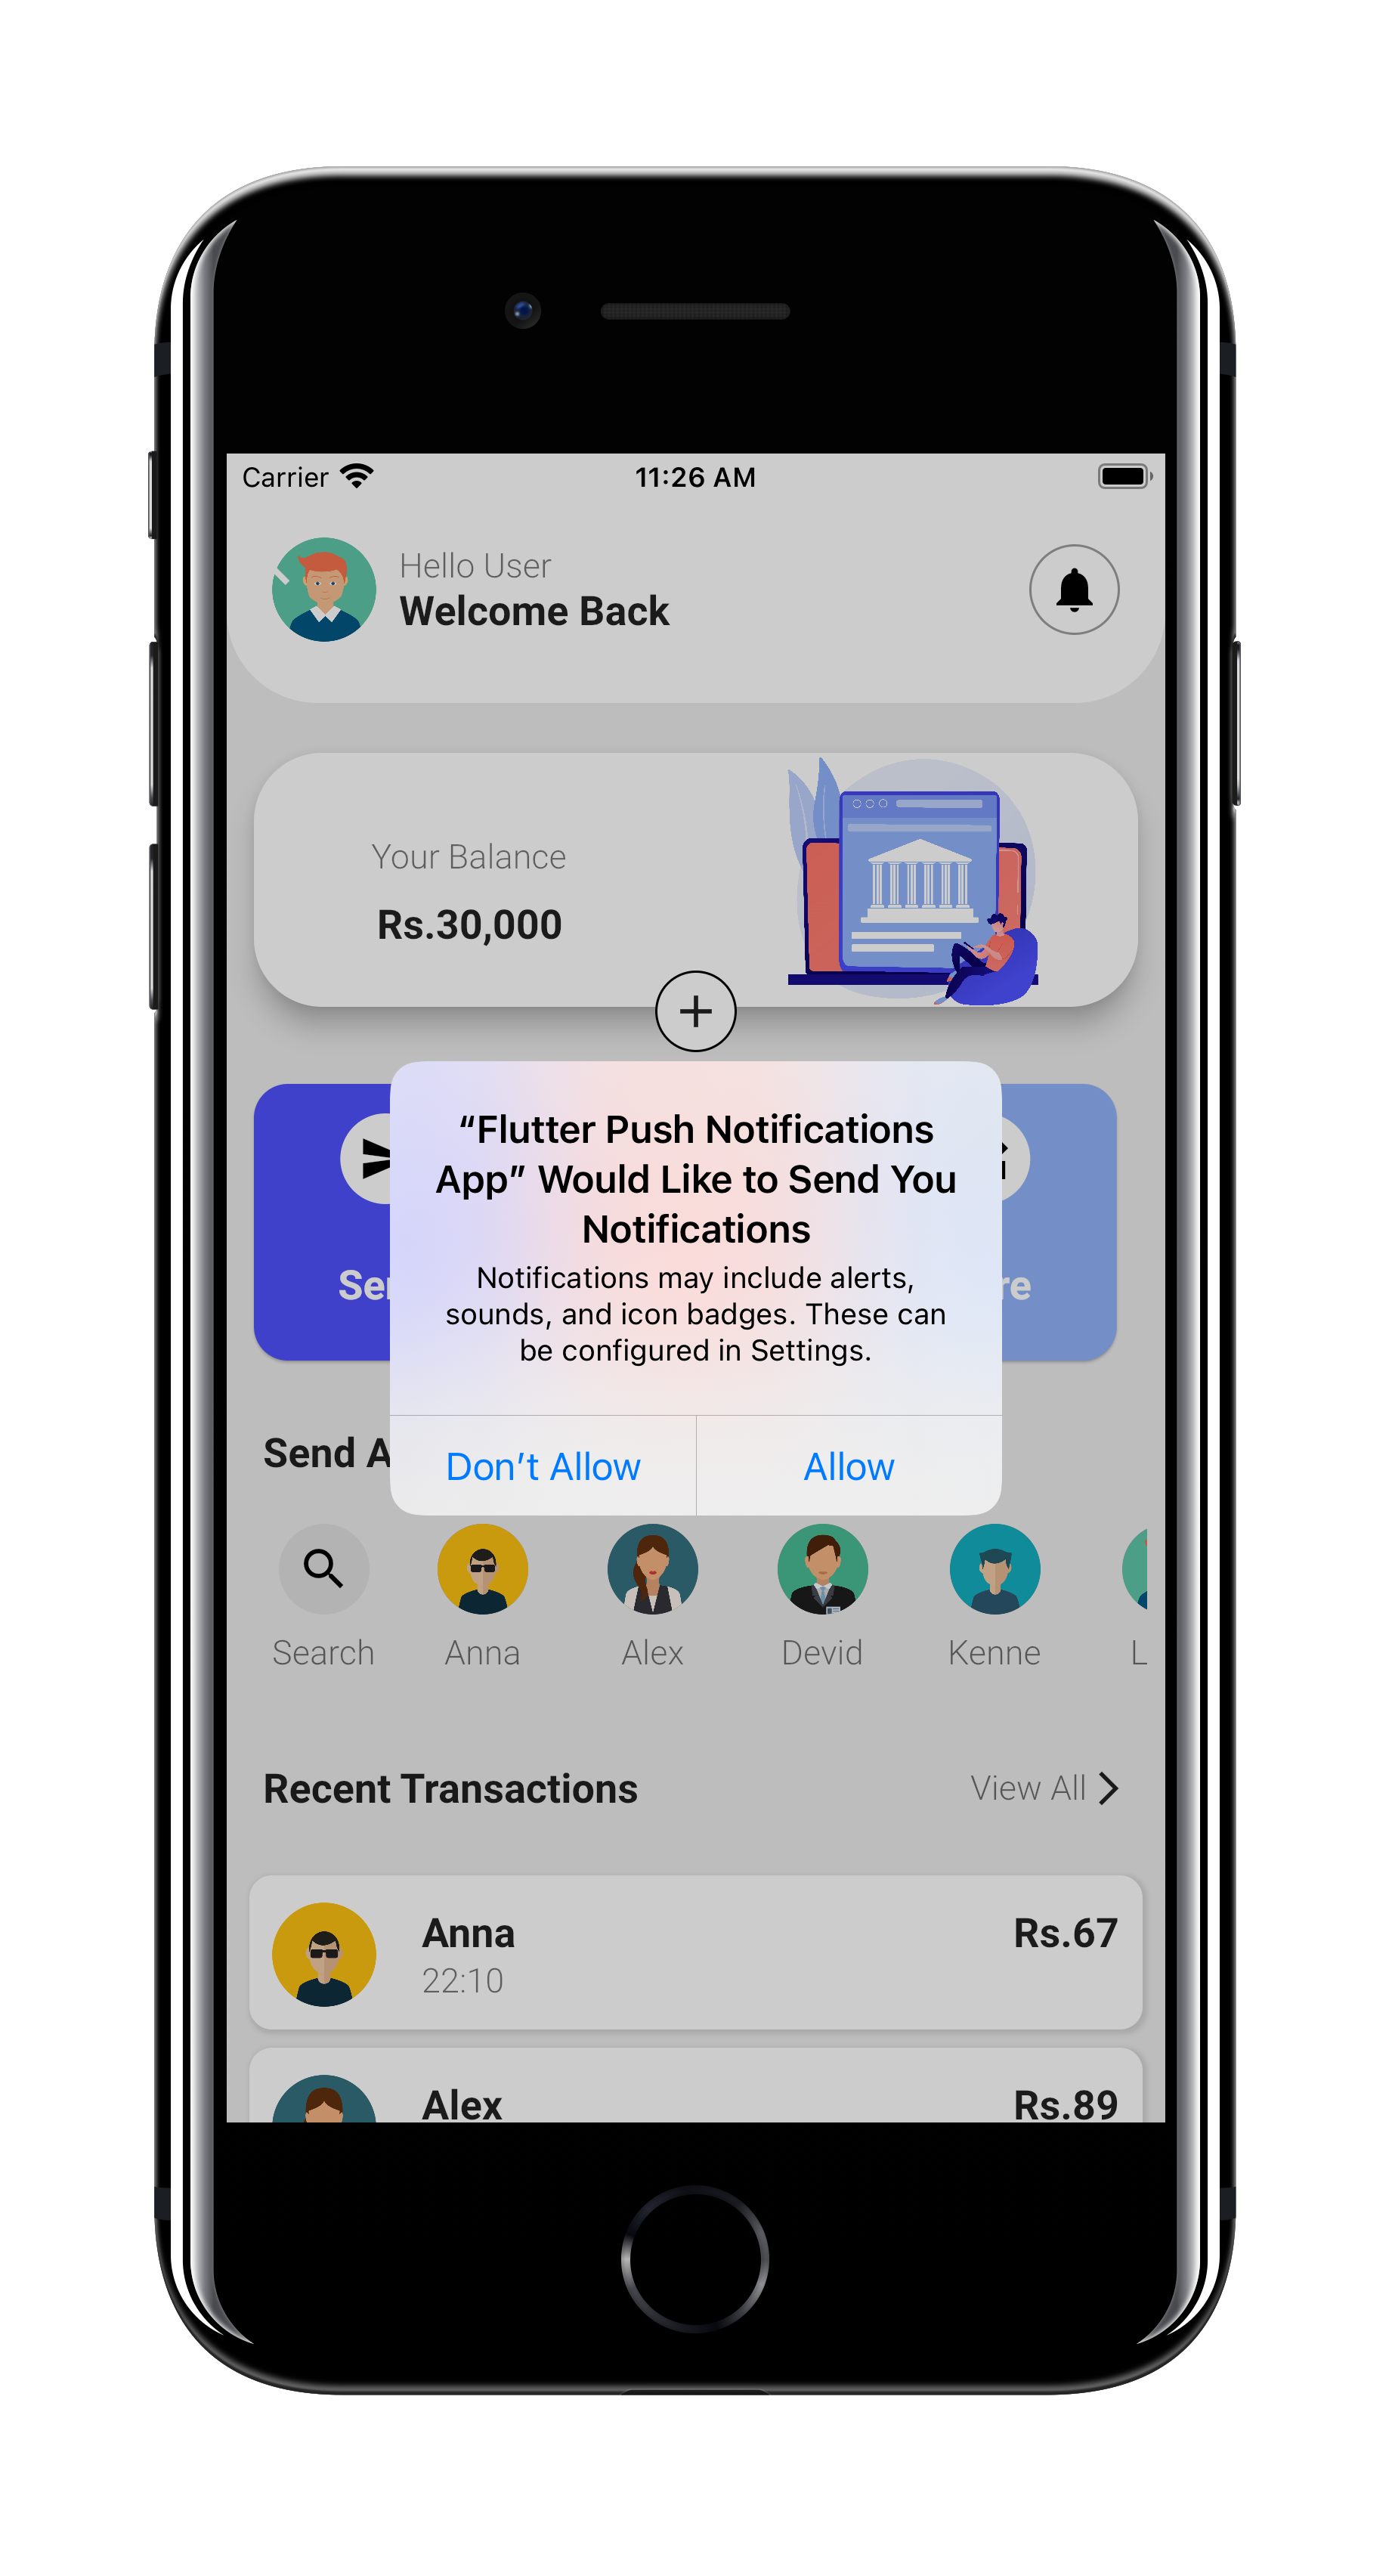 Carrier
11:26 AM
Hello User
Welcome Back
Your Balance
Rs.30,000
“Flutter Push Notifications
App” Would Like to Send You
Notifications
Notifications may include alerts,
sounds, and icon badges. These can
be configured in Settings.
Don’t Allow
Allow
Send
Search
Anna
Alex
Devid
Kenne
L
Recent Transactions
View All
Anna
Rs.67
22:10
Alex
Rs.89